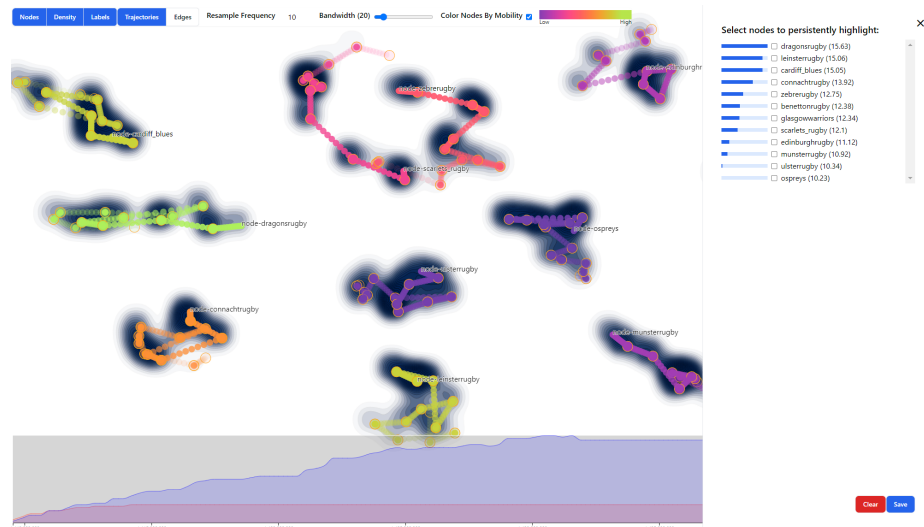 Nodes Density Labels Trajectories Edges Resample Frequency 10 Bandwidth (20) Color Nodes By Mobility
Low High
Select nodes to persistently highlight:
dragonsrugby (15.63)
leinsterrugby (15.06)
cardiff_blues (15.05)
connachtrugby (13.92)
zebrerugby (12.75)
benettonrugby (12.38)
glasgowwarriors (12.34)
scarlets_rugby (12.1)
edinburghrugby (11.12)
munsterrugby (10.92)
ulsterrugby (10.34)
ospreys (10.23)
node-edinburghr
node-zebrerugby
node-cardiff_blues
node-scarlets_rugby
node-dragonsrugby
node-ospreys
node-ulsterrugby
node-connachtrugby
node-munsterrugby
node-leinsterrugby
Clear Save